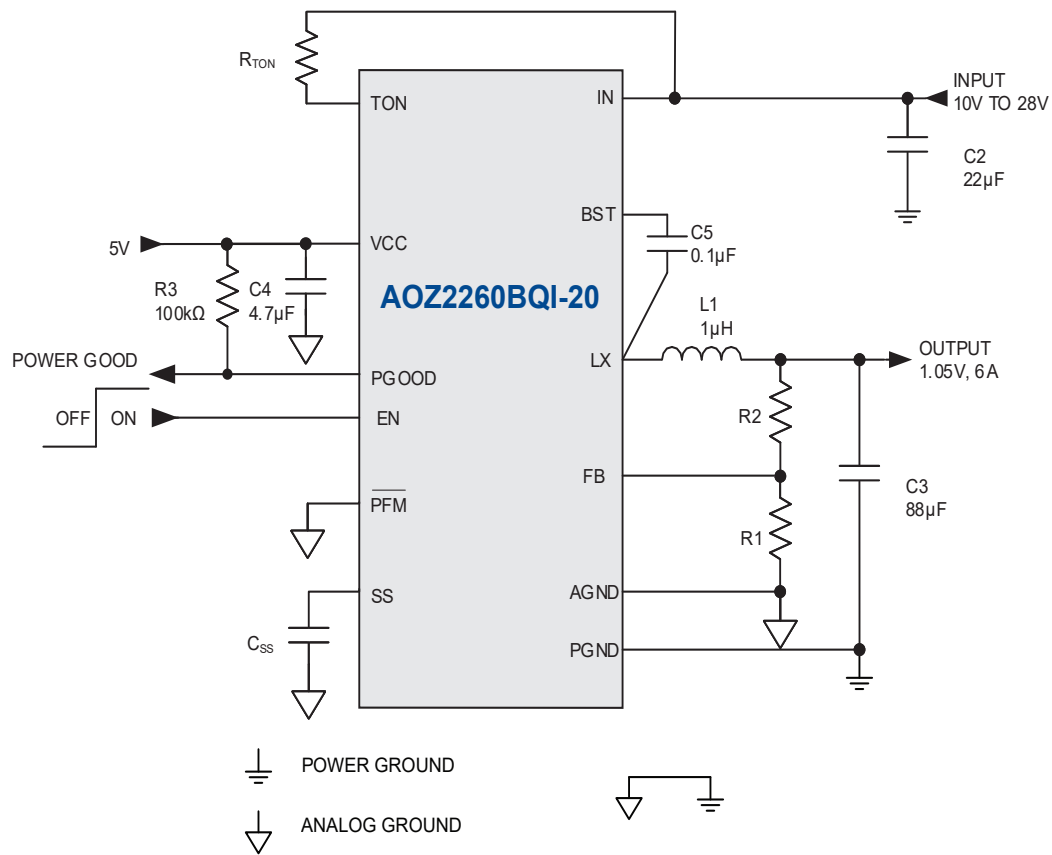 R_TON
TON
IN
INPUT
10V TO 28V
C2
22µF
BST
C5
0.1µF
5V
VCC
R3
100kΩ
C4
4.7µF
AOZ2260BQI-20
L1
1µH
LX
OUTPUT
1.05V, 6A
POWER GOOD
PGOOD
OFF
ON
EN
R2
FB
C3
88µF
PFM
R1
SS
AGND
C_SS
PGND
POWER GROUND
ANALOG GROUND